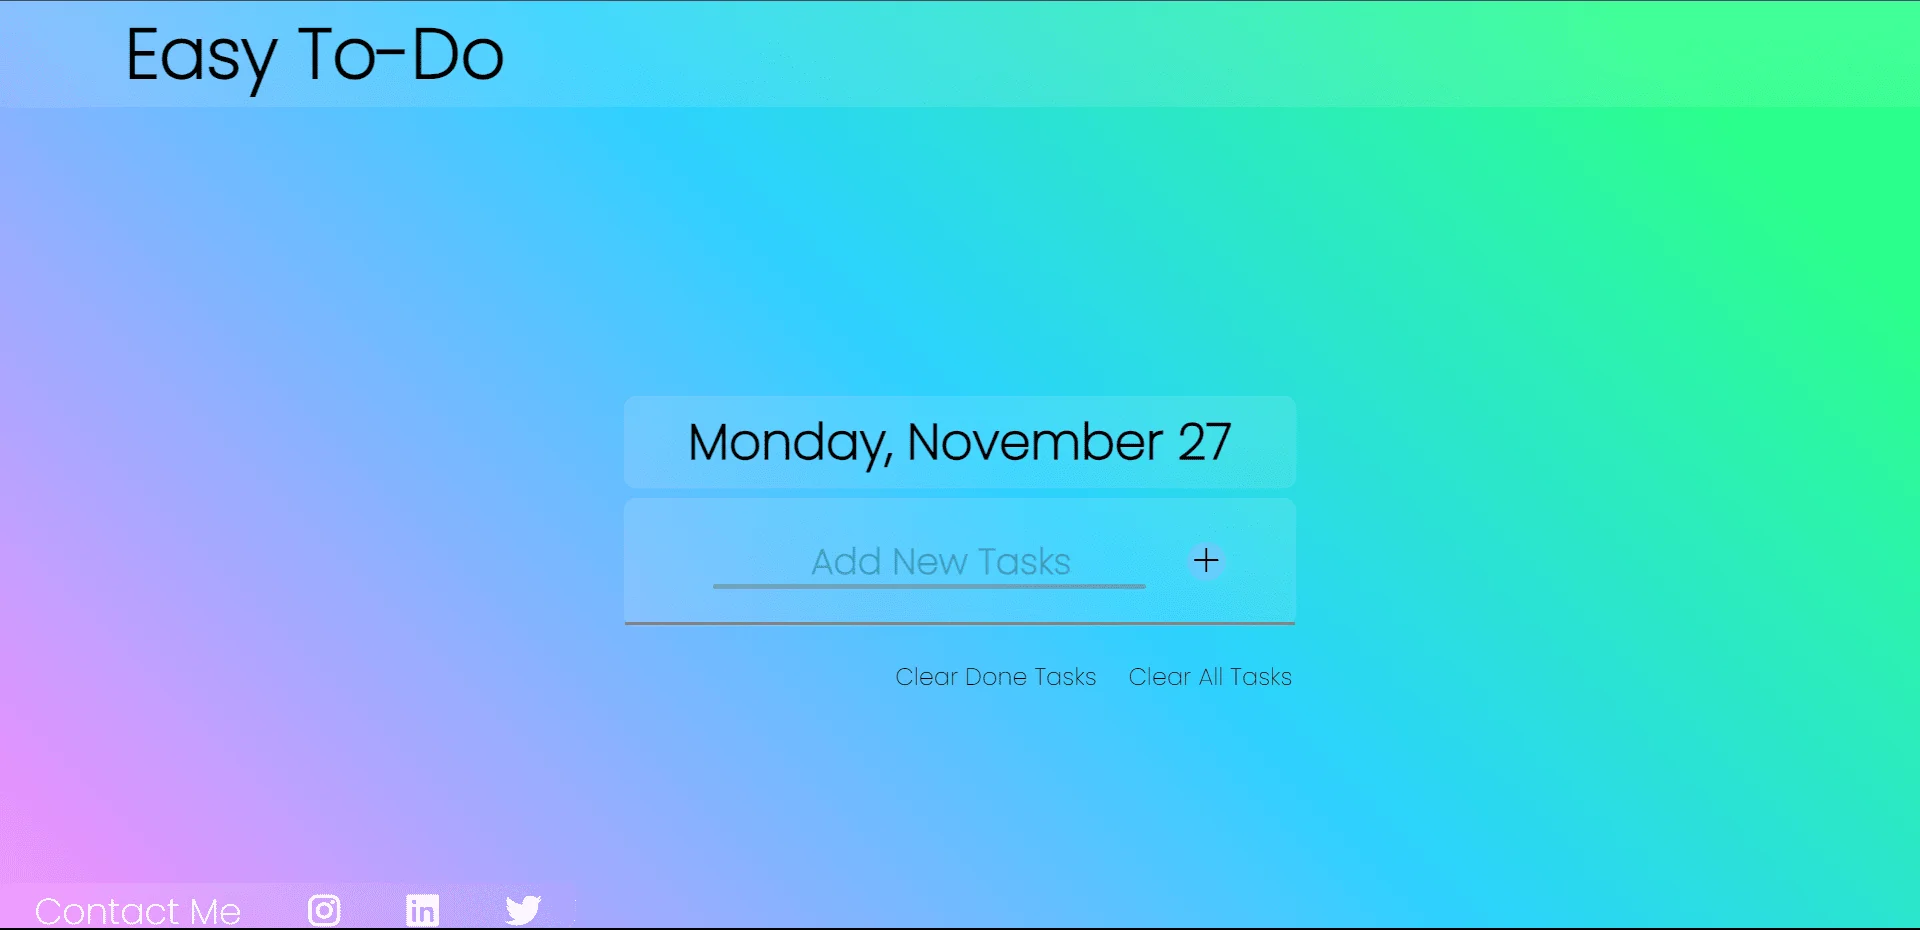 Easy To-Do
Monday, November 27
Add New Tasks
Clear Done Tasks Clear All Tasks
Contact Me